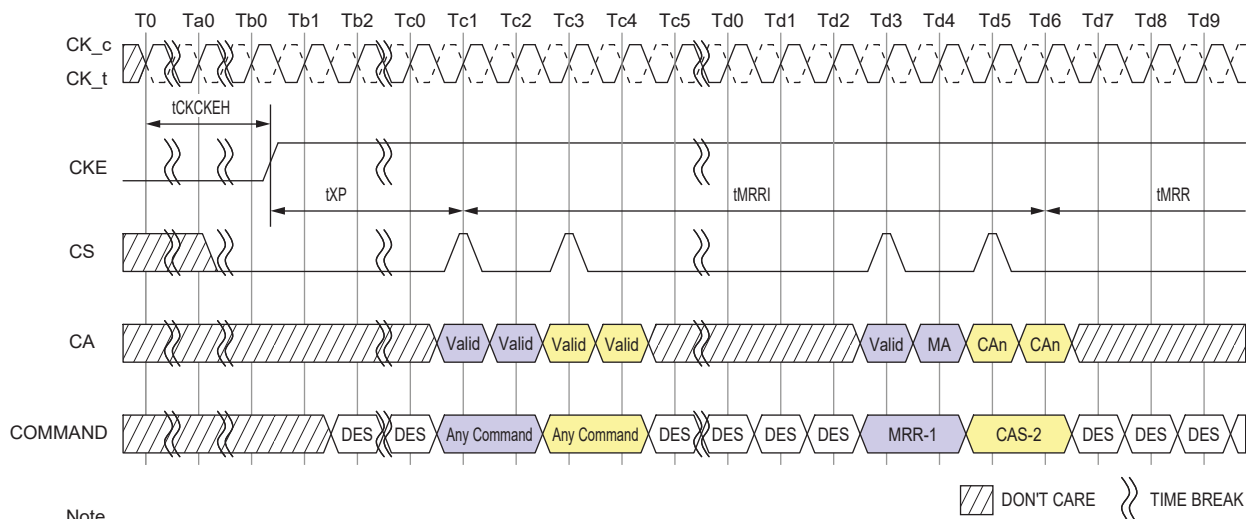 T0 Ta0 Tb0 Tb1 Tb2 Tc0 Tc1 Tc2 Tc3 Tc4 Tc5 Td0 Td1 Td2 Td3 Td4 Td5 Td6 Td7 Td8 Td9
CK_c
CK_t
tCKCKEH
CKE
tXP tMRRI tMRR
CS
CA Valid Valid Valid Valid Valid MA CAn CAn
COMMAND DES DES Any Command Any Command DES DES DES DES MRR-1 CAS-2 DES DES DES
DON'T CARE TIME BREAK
Note